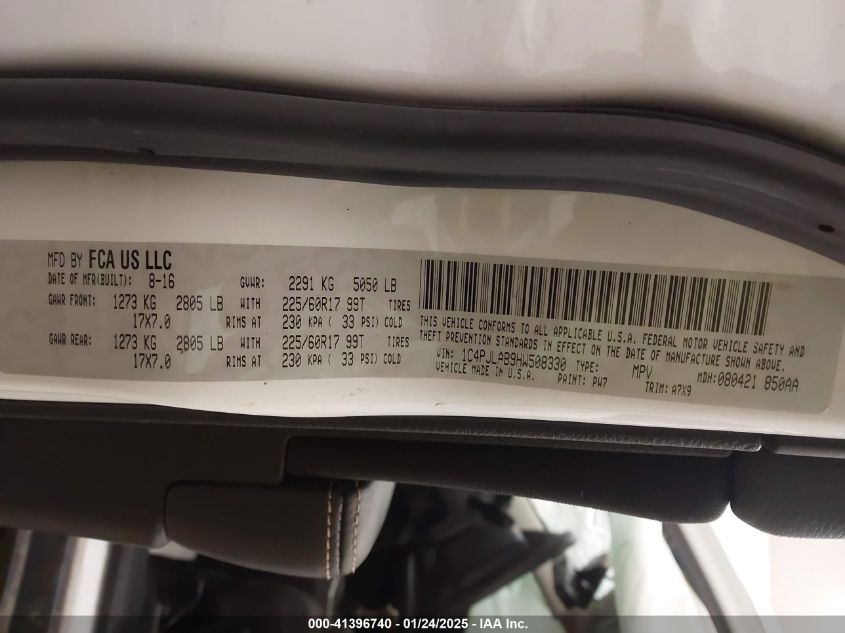 MFD BY FCA US LLC
DATE OF MFR(BUILT): 8-16 GVWR: 2291 KG 5050 LB
GAWR FRONT: 1273 KG 2805 LB WITH 225/60R17 99T TIRES
17X7.0 RIMS AT 230 KPA ( 33 PSI) COLD
GAWR REAR: 1273 KG 2805 LB WITH 225/60R17 99T TIRES
17X7.0 RIMS AT 230 KPA ( 33 PSI) COLD
THIS VEHICLE CONFORMS TO ALL APPLICABLE U.S.A. FEDERAL MOTOR VEHICLE SAFETY AND
THEFT PREVENTION STANDARDS IN EFFECT ON THE DATE OF MANUFACTURE SHOWN ABOVE.
VIN: 1C4PJLAB9HW508330 TYPE: MPV MDH: 080421 850AA
VEHICLE MADE IN U.S.A. PAINT: PW7 TRIM: A7X9
000-41396740 - 01/24/2025 - IAA Inc.